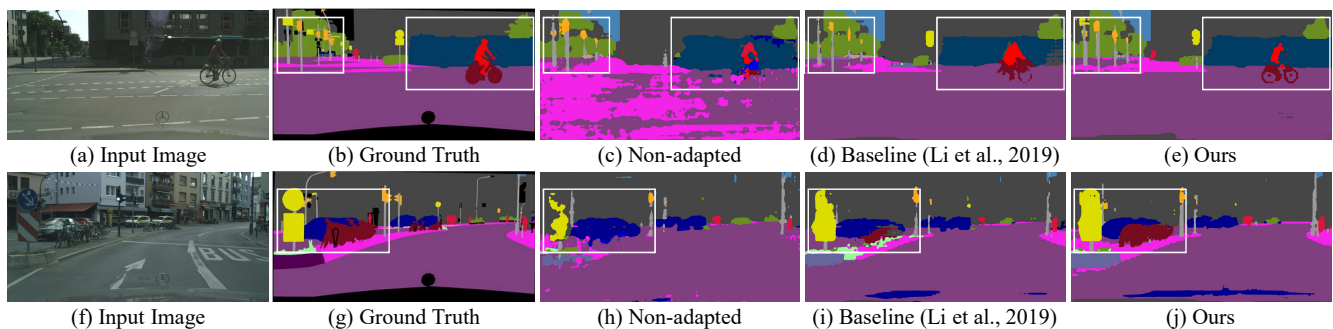 (a) Input Image (b) Ground Truth (c) Non-adapted (d) Baseline (Li et al., 2019) (e) Ours
BUS
(f) Input Image (g) Ground Truth (h) Non-adapted (i) Baseline (Li et al., 2019) (j) Ours